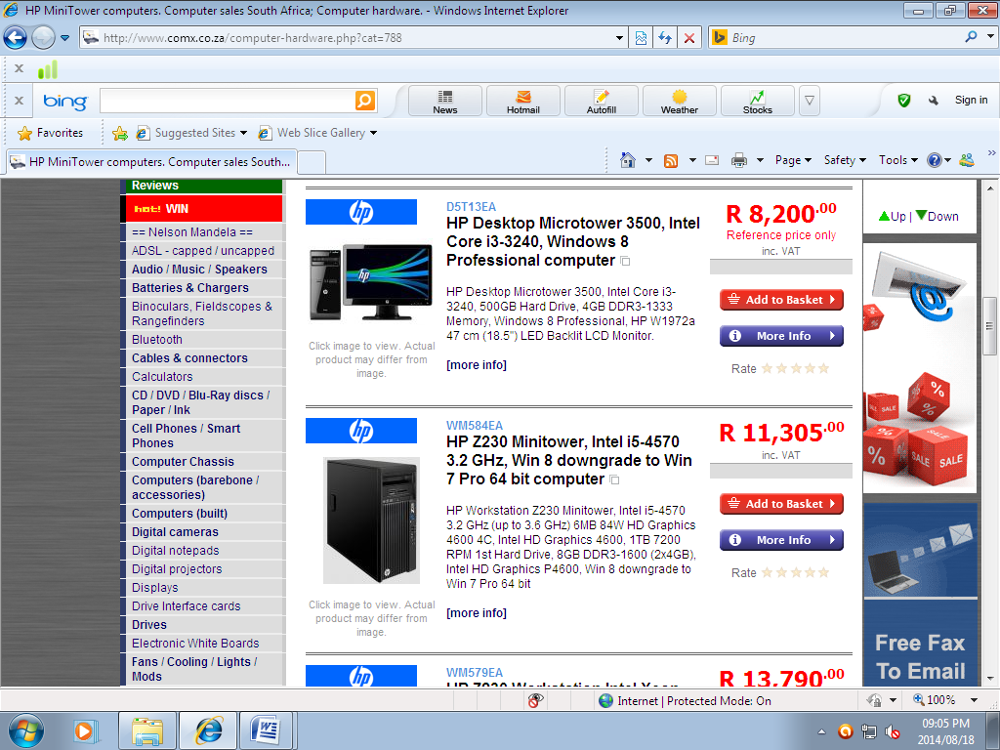 HP MiniTower computers. Computer sales South Africa; Computer hardware. - Windows Internet Explorer
http://www.comx.co.za/computer-hardware.php?cat=788
Bing
bing
News
Hotmail
Autofill
Weather
Stocks
Sign in
Favorites
Suggested Sites
Web Slice Gallery
HP MiniTower computers. Computer sales South...
Page
Safety
Tools
Reviews
hot! WIN
== Nelson Mandela ==
ADSL - capped / uncapped
Audio / Music / Speakers
Batteries & Chargers
Binoculars, Fieldscopes &
Rangefinders
Bluetooth
Cables & connectors
Calculators
CD / DVD / Blu-Ray discs /
Paper / Ink
Cell Phones / Smart
Phones
Computer Chassis
Computers (barebone /
accessories)
Computers (built)
Digital cameras
Digital notepads
Digital projectors
Displays
Drive Interface cards
Drives
Electronic White Boards
Fans / Cooling / Lights /
Mods
hp
Click image to view. Actual
product may differ from
image.
D5T13EA
HP Desktop Microtower 3500, Intel
Core i3-3240, Windows 8
Professional computer
HP Desktop Microtower 3500, Intel Core i3-
3240, 500GB Hard Drive, 4GB DDR3-1333
Memory, Windows 8 Professional, HP W1972a
47 cm (18.5") LED Backlit LCD Monitor.
[more info]
R 8,200.00
Reference price only
inc. VAT
Add to Basket
More Info
Rate
hp
Click image to view. Actual
product may differ from
image.
WM584EA
HP Z230 Minitower, Intel i5-4570
3.2 GHz, Win 8 downgrade to Win
7 Pro 64 bit computer
HP Workstation Z230 Minitower, Intel i5-4570
3.2 GHz (up to 3.6 GHz) 6MB 84W HD Graphics
4600 4C, Intel HD Graphics 4600, 1TB 7200
RPM 1st Hard Drive, 8GB DDR3-1600 (2x4GB),
Intel HD Graphics P4600, Win 8 downgrade to
Win 7 Pro 64 bit
[more info]
R 11,305.00
inc. VAT
Add to Basket
More Info
Rate
hp
WM579EA
HP Z230 Workstation Intel Xeon
R 13,790.00
Up | Down
SALE
SALE
SALE
Free Fax
To Email
Internet | Protected Mode: On
100%
09:05 PM
2014/08/18